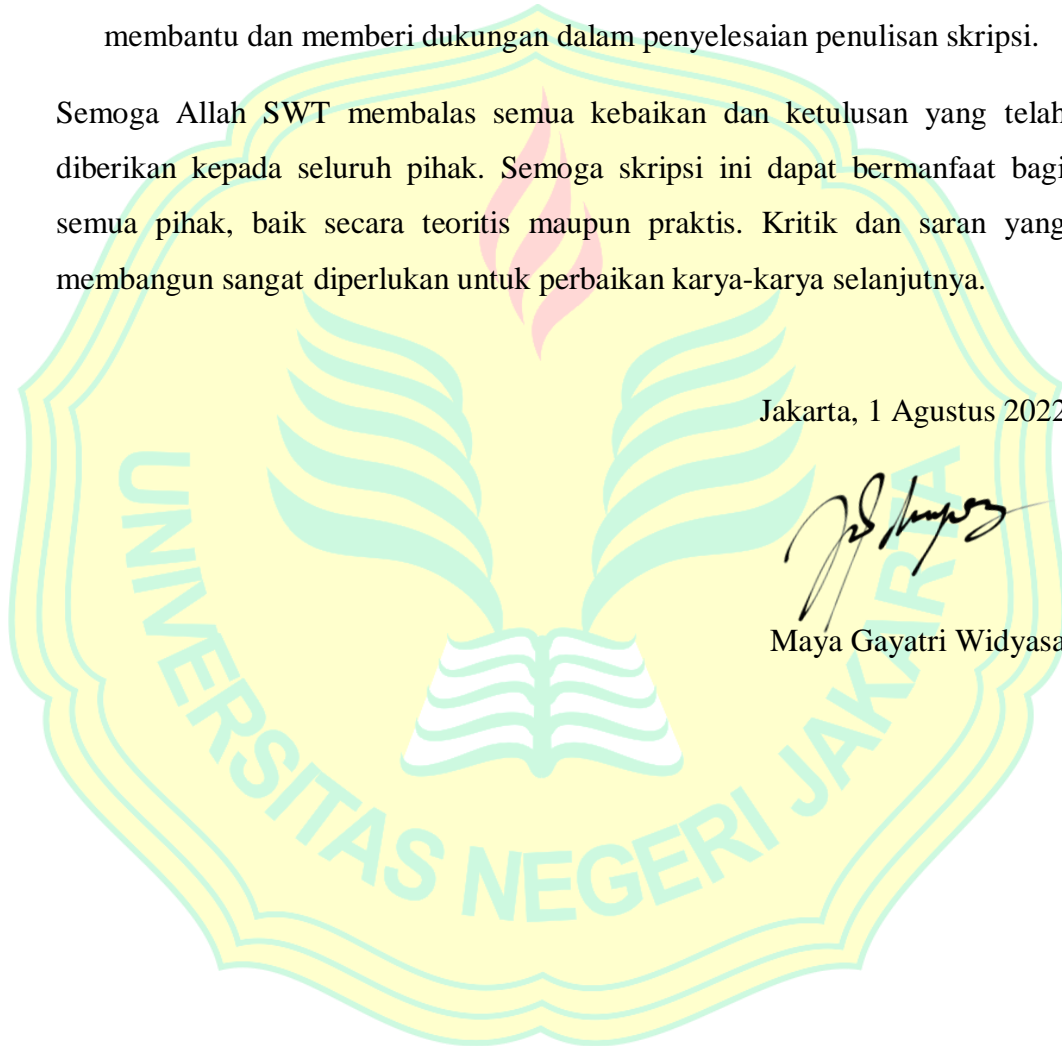 membantu dan memberi dukungan dalam penyelesaian penulisan skripsi.
Semoga Allah SWT membalas semua kebaikan dan ketulusan yang telah
diberikan kepada seluruh pihak. Semoga skripsi ini dapat bermanfaat bagi
semua pihak, baik secara teoritis maupun praktis. Kritik dan saran yang
membangun sangat diperlukan untuk perbaikan karya-karya selanjutnya.
Jakarta, 1 Agustus 2022
Maya Gayatri Widyasa
UNIVERSITAS NEGERI JAKARTA